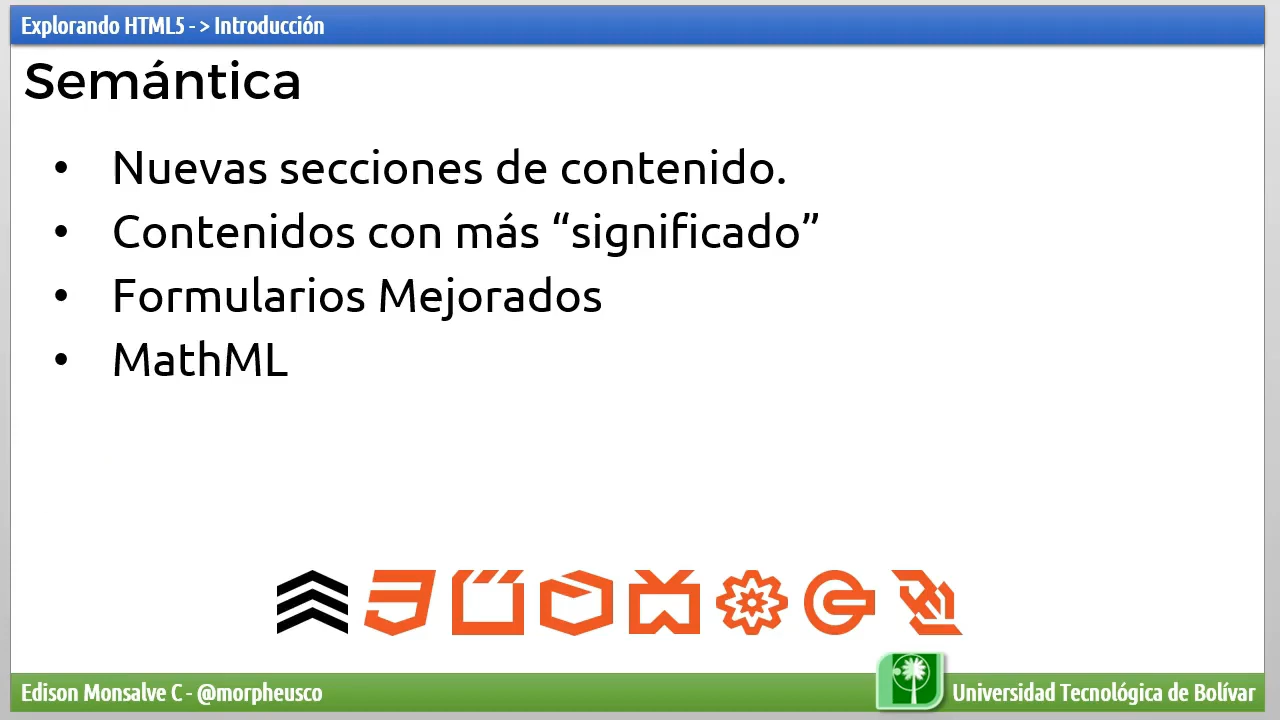 Explorando HTML5 - > Introducción
Semántica
• Nuevas secciones de contenido.
• Contenidos con más “significado”
• Formularios Mejorados
• MathML
Edison Monsalve C - @morpheusco
Universidad Tecnológica de Bolívar